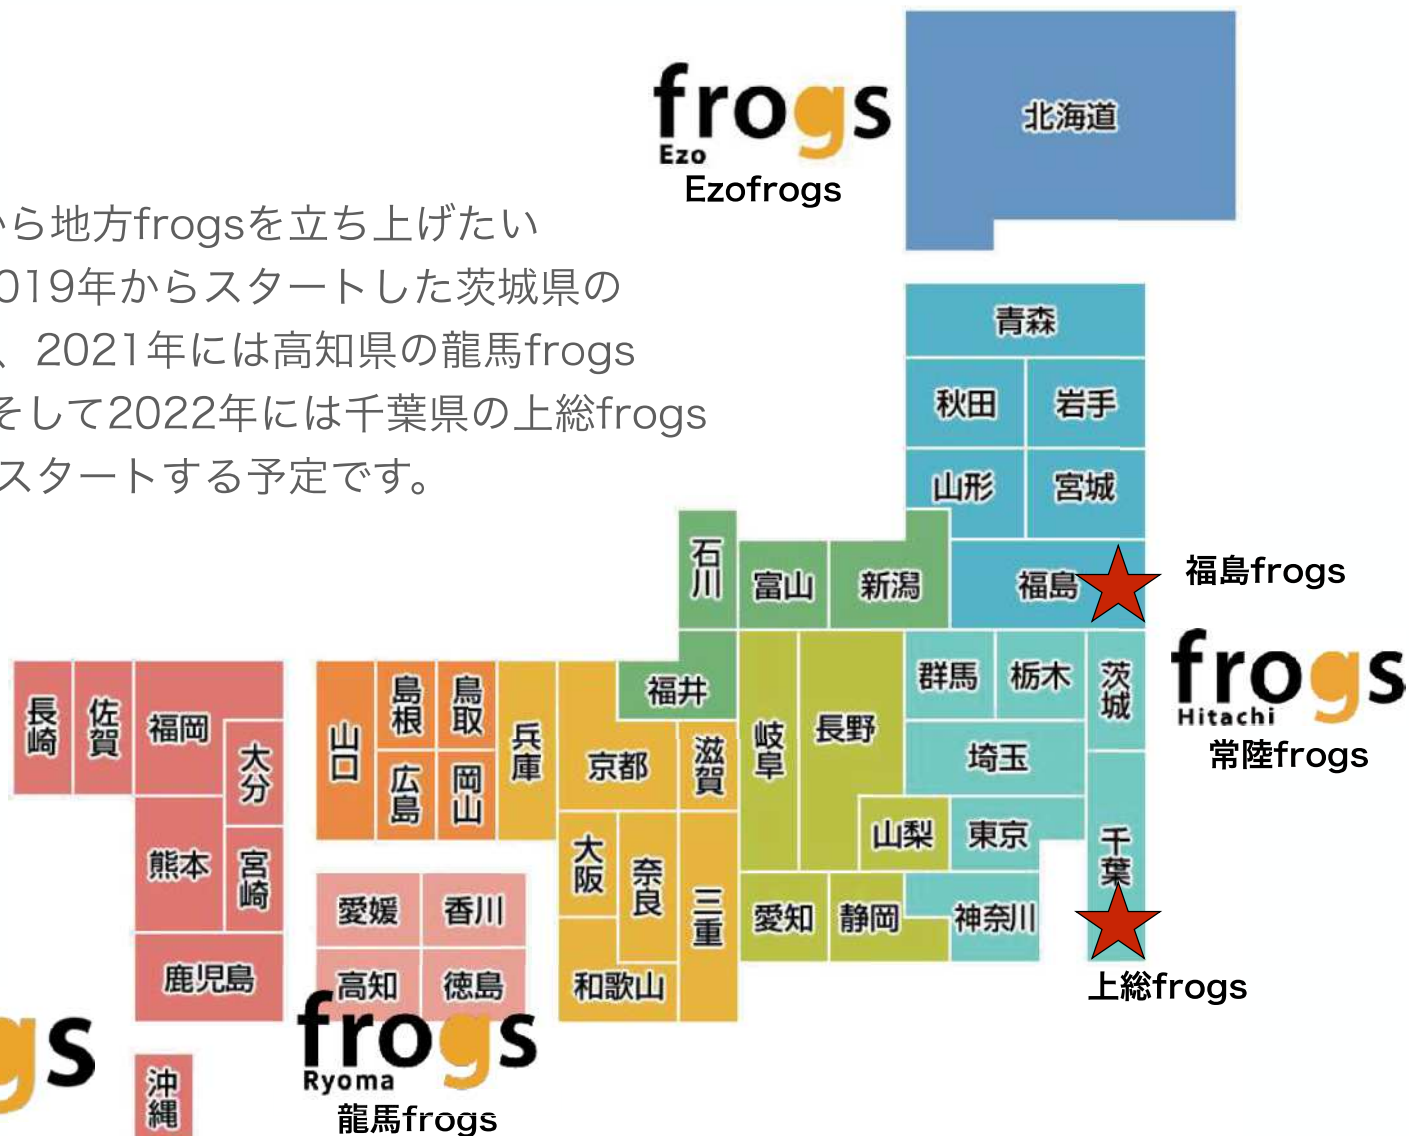 frogs
Ezo
Ezofrogs
北海道
から地方frogsを立ち上げたい
2019年からスタートした茨城県の
、2021年には高知県の龍馬frogs
そして2022年には千葉県の上総frogs
スタートする予定です。
青森
秋田 岩手
山形 宮城
石川 富山 新潟 福島
福島frogs
福井 岐阜 長野 群馬 栃木 茨城
frogs
Hitachi
常陸frogs
長崎 佐賀 福岡 大分
山口 島根 鳥取 兵庫 京都 滋賀
広島 岡山
埼玉
山梨 東京 千葉
熊本 宮崎
大阪 奈良 三重
愛媛 香川
愛知 静岡 神奈川
鹿児島
高知 徳島
和歌山
上総frogs
gs
frogs
Ryoma
龍馬frogs
沖縄